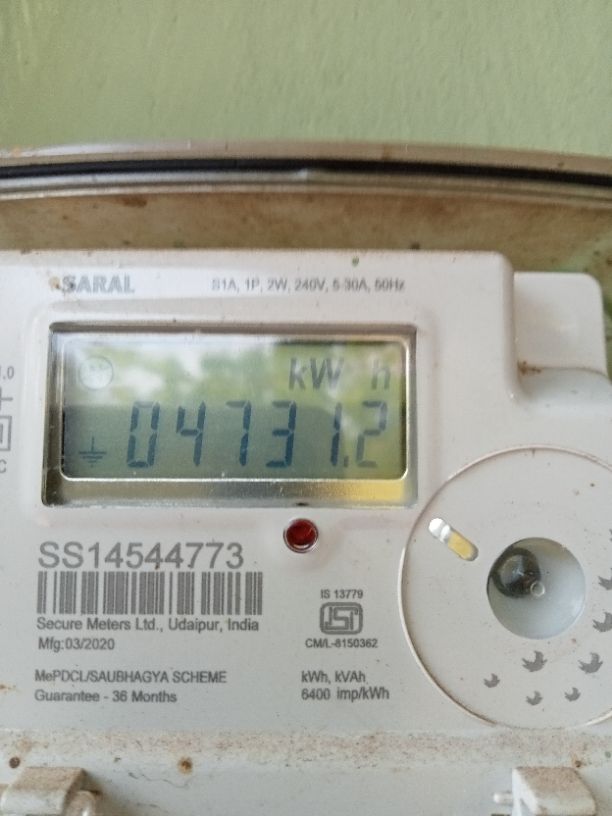 SARAL
S1A, 1P, 2W, 240V, 5-30A, 50Hz
kW h
04731.2
SS14544773
Secure Meters Ltd., Udaipur, India
Mfg:03/2020
IS 13779
ISI
CM/L-8150362
MePDCL/SAUBHAGYA SCHEME
Guarantee - 36 Months
kWh, kVAh
6400 imp/kWh